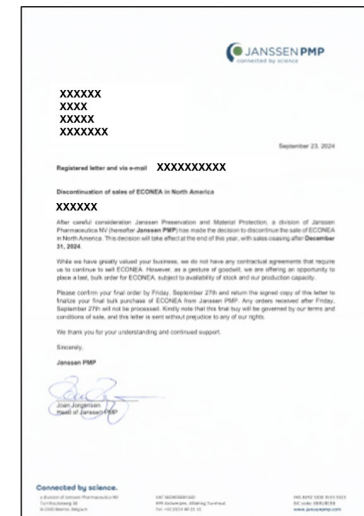 JANSSEN PMP
connected by science
XXXXXX
XXXX
XXXXX
XXXXXXX
September 23, 2024
Registered letter and via e-mail XXXXXXXXXX
Discontinuation of sales of ECONEA in North America
XXXXXX
After careful consideration Janssen Preservation and Material Protection, a division of Janssen
Pharmaceutica NV (hereafter Janssen PMP) has made the decision to discontinue the sale of ECONEA
in North America. This decision will take effect at the end of this year, with sales ceasing after December
31, 2024.
While we have greatly valued your business, we do not have any contractual agreements that require
us to continue to sell ECONEA. However, as a gesture of goodwill, we are offering an opportunity to
place a last, bulk order for ECONEA, subject to availability of stock and our production capacity.
Please confirm your final order by Friday, September 27th and return the signed copy of this letter to
finalize your final bulk purchase of ECONEA from Janssen PMP. Any orders received after Friday,
September 27th will not be processed. Kindly note that this final buy will be governed by our terms and
conditions of sale, and this letter is sent without prejudice to any of our rights.
We thank you for your understanding and continued support.
Sincerely,
Janssen PMP
Joen Jorgensen
Head of Janssen PMP
Connected by science.
a division of Janssen Pharmaceutica NV
www.janssenpmp.com